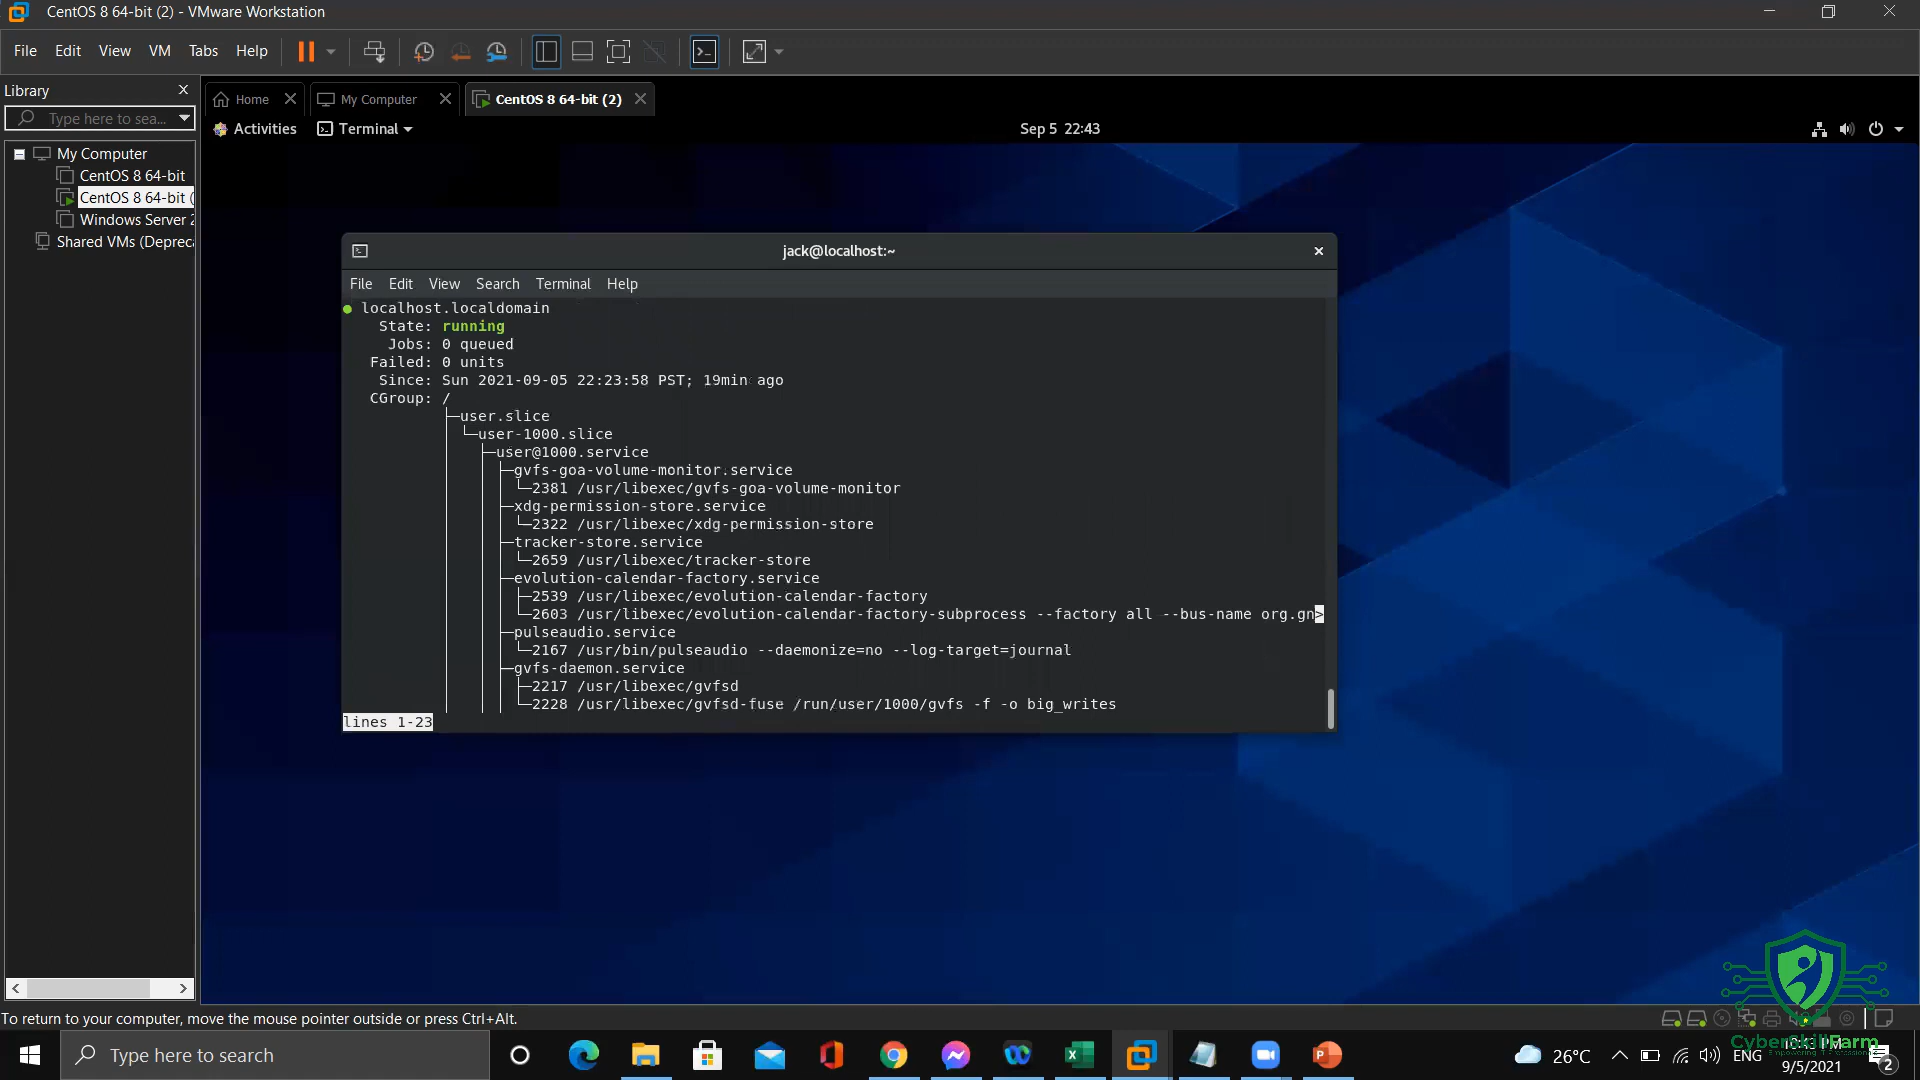 CentOS 8 64-bit (2) - VMware Workstation
File Edit View VM Tabs Help
Library
Type here to sea...
Home
My Computer
CentOS 8 64-bit (2)
Activities
Terminal
Sep 5 22:43
My Computer
CentOS 8 64-bit
CentOS 8 64-bit (
Windows Server 2
Shared VMs (Depreca
jack@localhost:~
File Edit View Search Terminal Help
● localhost.localdomain
State: running
Jobs: 0 queued
Failed: 0 units
Since: Sun 2021-09-05 22:23:58 PST; 19min ago
CGroup: /
├─user.slice
│ └─user-1000.slice
│ ├─user@1000.service
│ │ ├─gvfs-goa-volume-monitor.service
│ │ │ └─2381 /usr/libexec/gvfs-goa-volume-monitor
│ │ ├─xdg-permission-store.service
│ │ │ └─2322 /usr/libexec/xdg-permission-store
│ │ ├─tracker-store.service
│ │ │ └─2659 /usr/libexec/tracker-store
│ │ ├─evolution-calendar-factory.service
│ │ │ ├─2539 /usr/libexec/evolution-calendar-factory
│ │ │ └─2603 /usr/libexec/evolution-calendar-factory-subprocess --factory all --bus-name org.gn>
│ │ ├─pulseaudio.service
│ │ │ └─2167 /usr/bin/pulseaudio --daemonize=no --log-target=journal
│ │ ├─gvfs-daemon.service
│ │ │ ├─2217 /usr/libexec/gvfsd
│ │ │ └─2228 /usr/libexec/gvfsd-fuse /run/user/1000/gvfs -f -o big_writes
lines 1-23
To return to your computer, move the mouse pointer outside or press Ctrl+Alt.
CyberSkillFarm
Type here to search
26°C
ENG
9/5/2021
2